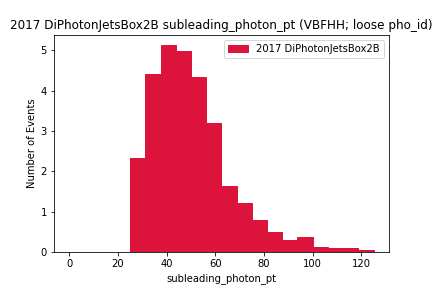 2017 DiPhotonJetsBox2B subleading_photon_pt (VBFHH; loose pho_id)
2017 DiPhotonJetsBox2B
Number of Events
5
4
3
2
1
0
0 20 40 60 80 100 120
subleading_photon_pt